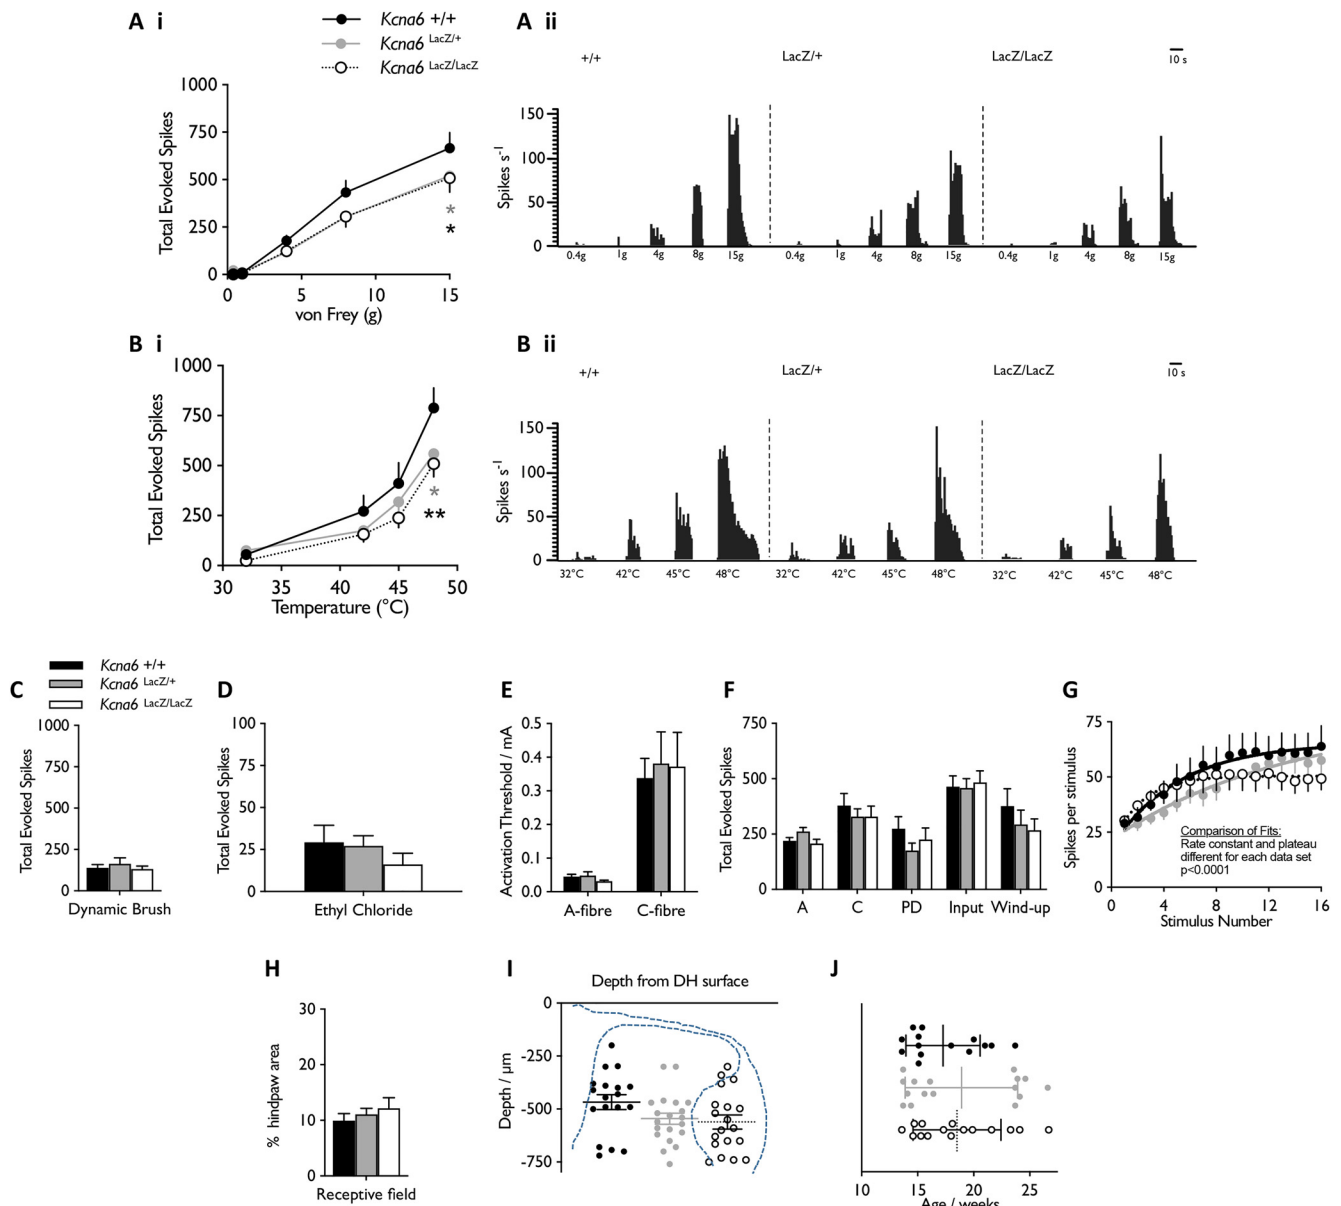 A i
Kcna6 +/+
Kcna6 LacZ/+
Kcna6 LacZ/LacZ
1000
750
500
250
0
Total Evoked Spikes
0 5 10 15
von Frey (g)
*
*
A ii
+/+ LacZ/+ LacZ/LacZ 10 s
150
100
50
0
Spikes s-1
0.4g 1g 4g 8g 15g 0.4g 1g 4g 8g 15g 0.4g 1g 4g 8g 15g
B i
1000
750
500
250
0
Total Evoked Spikes
30 35 40 45 50
Temperature (°C)
*
**
B ii
+/+ LacZ/+ LacZ/LacZ 10 s
150
100
50
0
Spikes s-1
32°C 42°C 45°C 48°C 32°C 42°C 45°C 48°C 32°C 42°C 45°C 48°C
Kcna6 +/+
Kcna6 LacZ/+
Kcna6 LacZ/LacZ
C
1000
750
500
250
0
Total Evoked Spikes
Dynamic Brush
D
100
75
50
25
0
Total Evoked Spikes
Ethyl Chloride
E
0.5
0.4
0.3
0.2
0.1
0.0
Activation Threshold / mA
A-fibre C-fibre
F
750
500
250
0
Total Evoked Spikes
A C PD Input Wind-up
G
75
50
25
0
Spikes per stimulus
Comparison of Fits:
Rate constant and plateau
different for each data set
p<0.0001
0 4 8 12 16
Stimulus Number
H
30
20
10
0
% hindpaw area
Receptive field
I
Depth from DH surface
0
-250
-500
-750
Depth / µm
J
10 15 20 25
Age / weeks